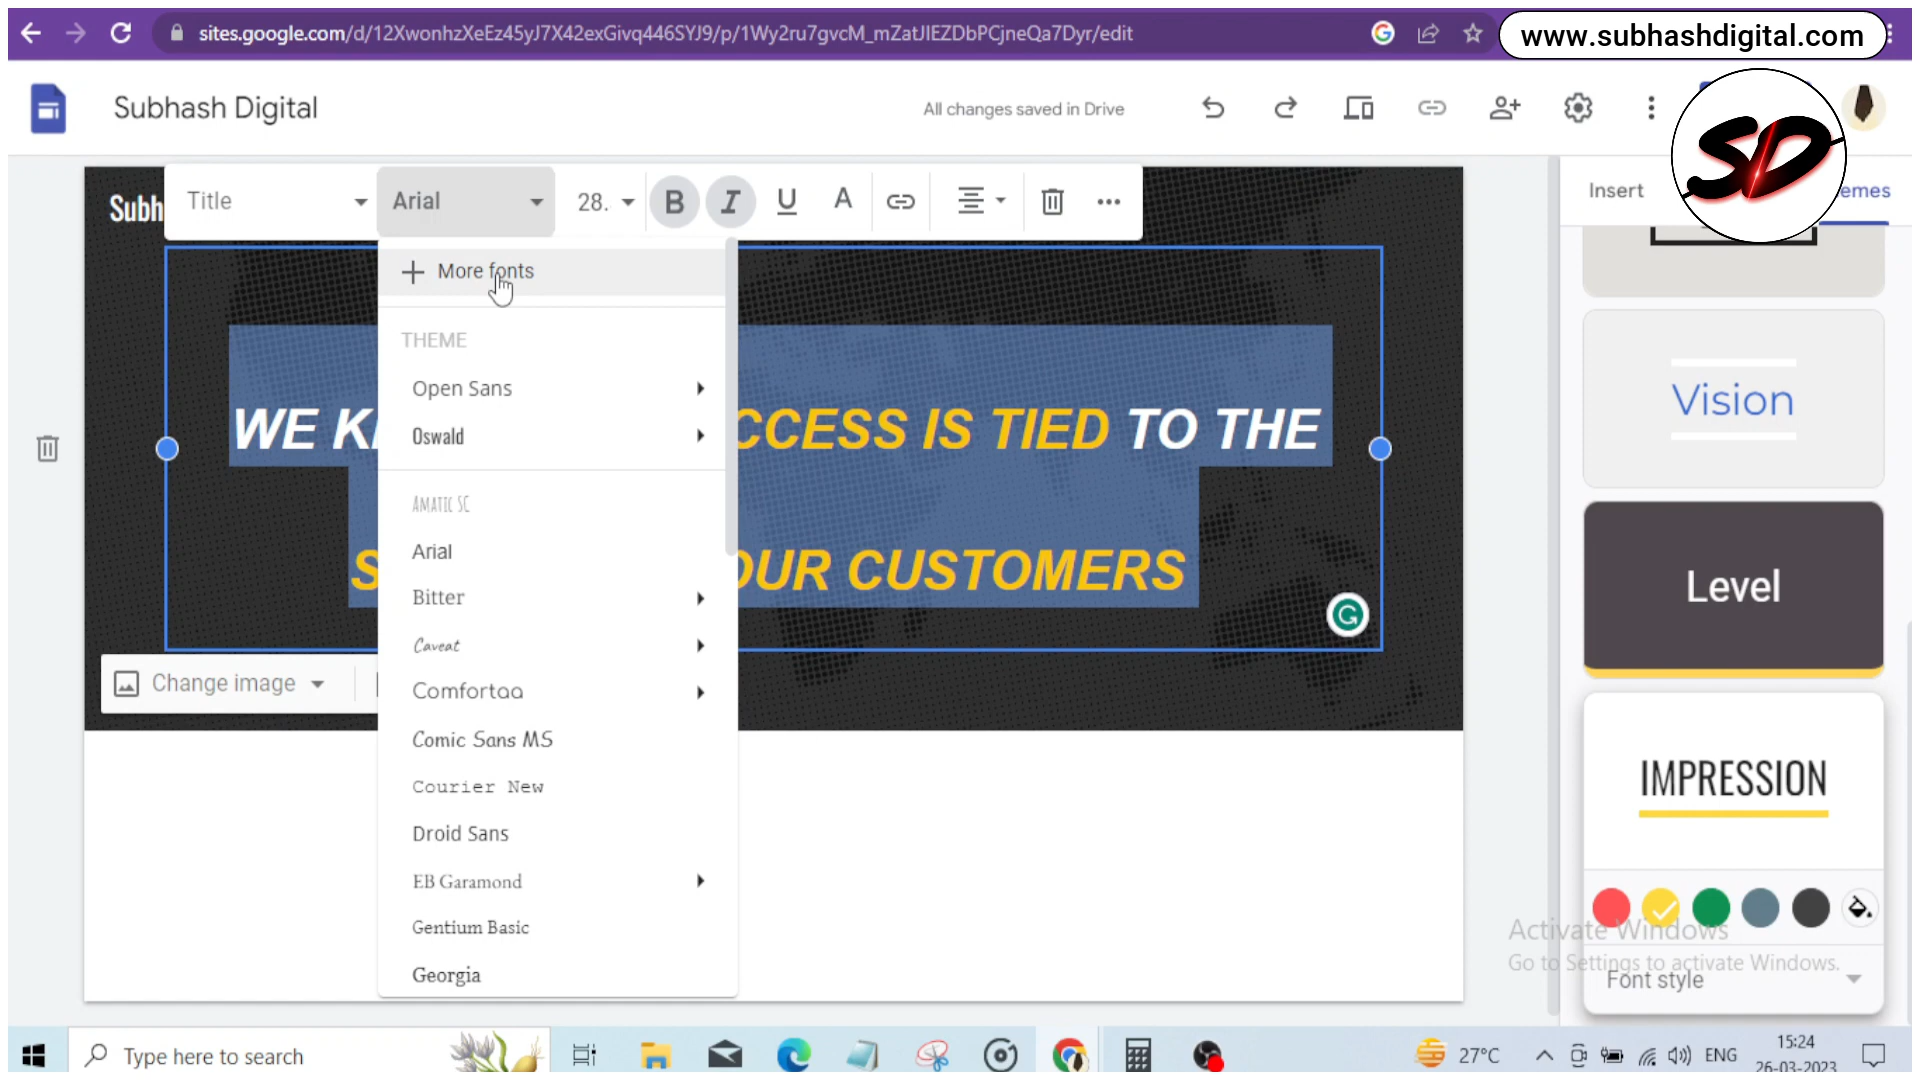 sites.google.com/d/12XwonhzXeEz45yJ7X42exGivq446SYJ9/p/1Wy2ru7gvcM_mZatJIEZDbPCjneQa7Dyr/edit
www.subhashdigital.com
Subhash Digital
All changes saved in Drive
SD
Insert
emes
Subh
Title
Arial
28.
B
I
U
A
More fonts
THEME
Open Sans
Oswald
Amatic SC
Arial
Bitter
Caveat
Comfortaa
Comic Sans MS
Courier New
Droid Sans
EB Garamond
Gentium Basic
Georgia
WE K
CCESS IS TIED TO THE
S
OUR CUSTOMERS
Change image
Vision
Level
IMPRESSION
Activate Windows
Go to Settings to activate Windows.
Font style
Type here to search
27°C
ENG
15:24
26-03-2023